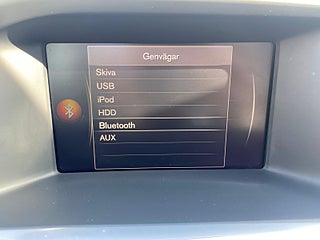 Genvägar
Skiva
USB
iPod
HDD
Bluetooth
AUX